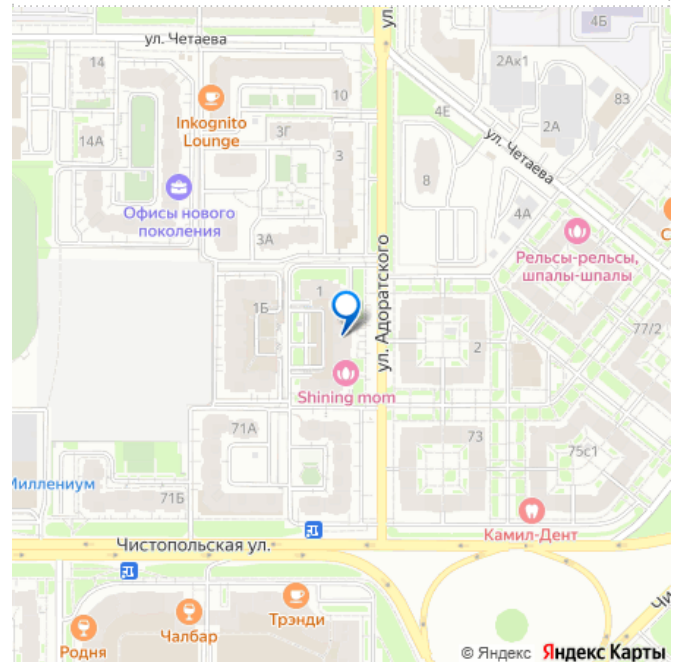 ул. Четаева
ул.
4Б
14
2Ак1
10
83
4Е
Inkognito
Lounge
3Г
2А
14А
3
ул. Четаева
8
Офисы нового
поколения
4А
3А
Рельсы-рельсы,
шпалы-шпалы
С
ул. Адоратского
1
1Б
77/2
2
Shining mom
71А
73
75с1
Миллениум
71Б
Камил-Дент
Чистопольская ул.
Чи
Трэнди
Чалбар
Родня
© Яндекс Яндекс Карты